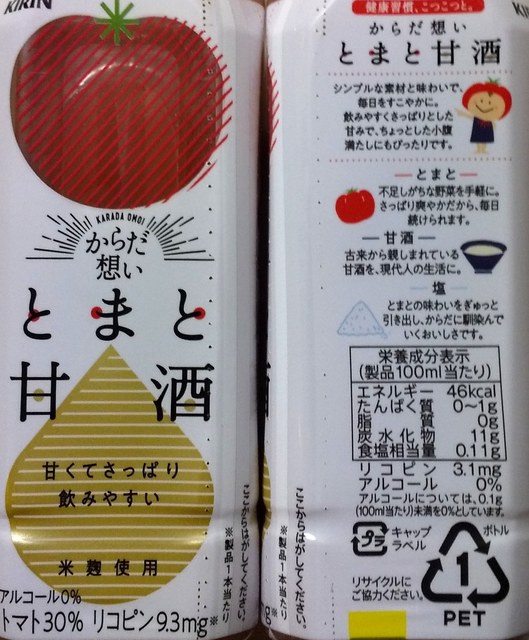 KIRIN
KARADA OMOI
からだ
想い
とまと
甘酒
甘くてさっぱり
飲みやすい
米麹使用
アルコール0%
トマト30% リコピン9.3mg※
ここからはがしてください。
※製品1本当たり
健康習慣、こつこつと。
からだ想い
とまと甘酒
シンプルな素材と味わいで、
毎日をすこやかに。
飲みやすくさっぱりとした
甘みで、ちょっとした小腹
満たしにもぴったりです。
とまと
不足しがちな野菜を手軽に。
さっぱり爽やかだから、毎日
続けられます。
甘酒
古来から親しまれている
甘酒を、現代人の生活に。
塩
とまとの味わいをぎゅっと
引き出し、からだに馴染んで
いくおいしさです。
栄養成分表示
(製品100ml当たり)
エネルギー 46kcal
たんぱく質 0〜1g
脂質 0g
炭水化物 11g
食塩相当量 0.11g
リコピン 3.1mg
アルコール 0%
アルコールについては、0.1g
(100ml当たり)未満を0%としています。
プラ
キャップ
ラベル
ボトル
1
PET
リサイクルに
ご協力ください。
ここからはがしてください。
※製品1本当たり